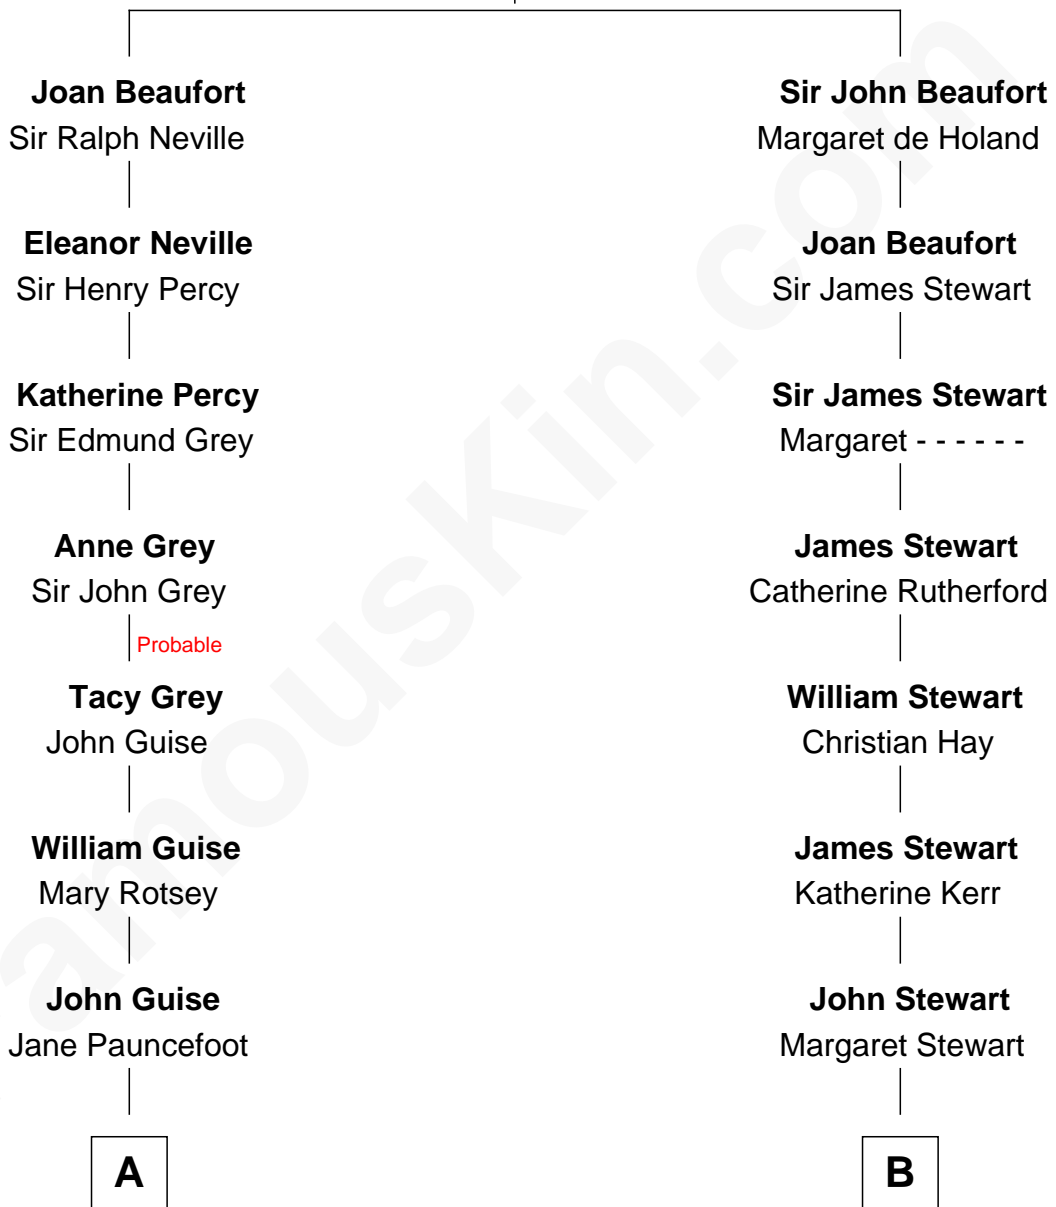 Joan Beaufort
Sir Ralph Neville
Eleanor Neville
Sir Henry Percy
Katherine Percy
Sir Edmund Grey
Anne Grey
Sir John Grey
Probable
Tacy Grey
John Guise
William Guise
Mary Rotsey
John Guise
Jane Pauncefoot
A
Sir John Beaufort
Margaret de Holand
Joan Beaufort
Sir James Stewart
Sir James Stewart
Margaret - - - - - -
James Stewart
Catherine Rutherford
William Stewart
Christian Hay
James Stewart
Katherine Kerr
John Stewart
Margaret Stewart
B
amousKin.com